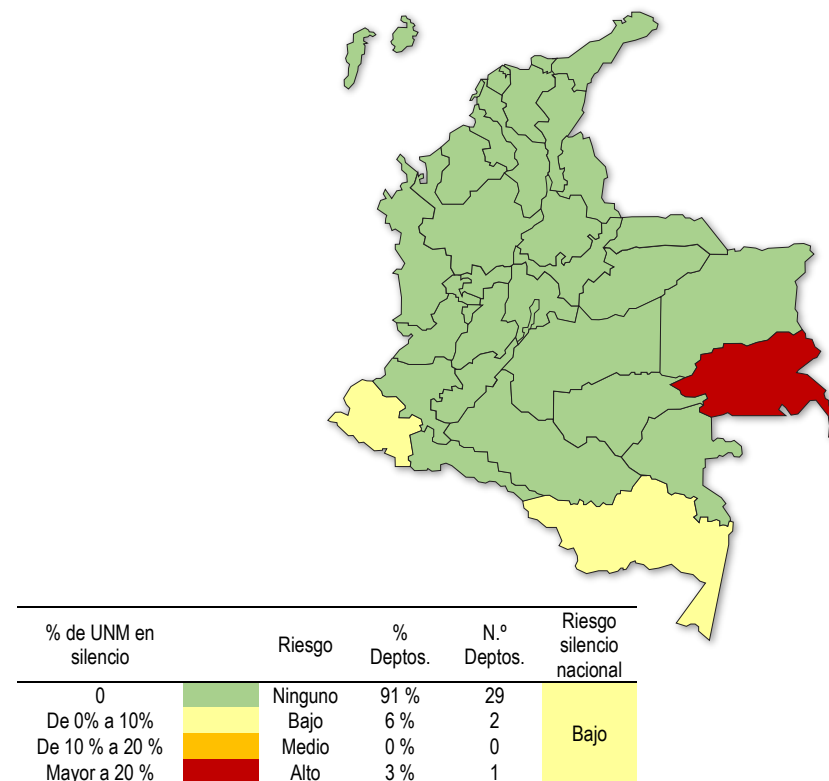 % de UNM en silencio Riesgo % Deptos. N.º Deptos. Riesgo silencio nacional
0 Ninguno 91 % 29
De 0% a 10% Bajo 6 % 2 Bajo
De 10 % a 20 % Medio 0 % 0
Mayor a 20 % Alto 3 % 1